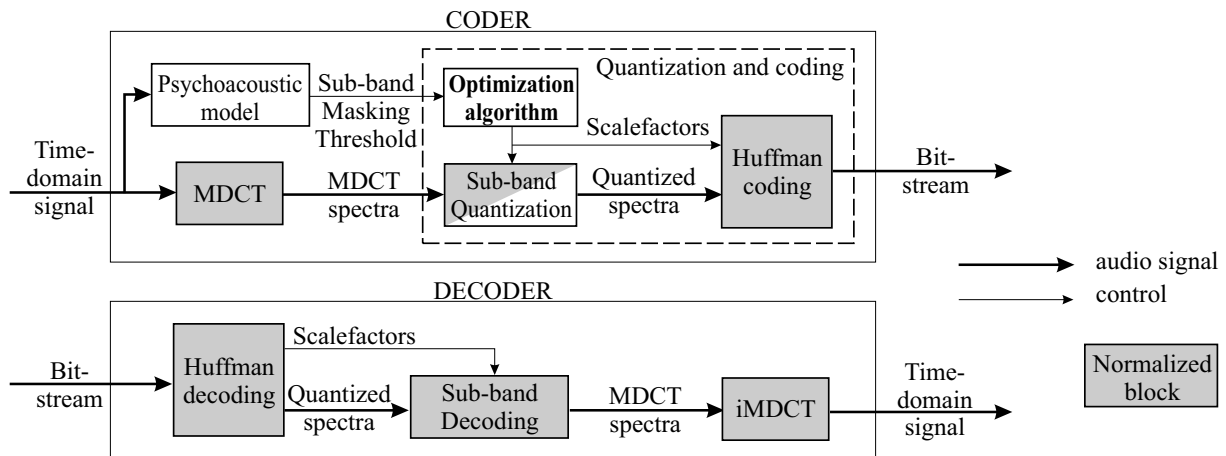 CODER
Quantization and coding
Psychoacoustic
model
Sub-band
Masking
Threshold
Optimization
algorithm
Scalefactors
Time-
domain
signal
MDCT
MDCT
spectra
Sub-band
Quantization
Quantized
spectra
Huffman
coding
Bit-
stream
audio signal
control
Normalized
block
DECODER
Bit-
stream
Huffman
decoding
Scalefactors
Quantized
spectra
Sub-band
Decoding
MDCT
spectra
iMDCT
Time-
domain
signal